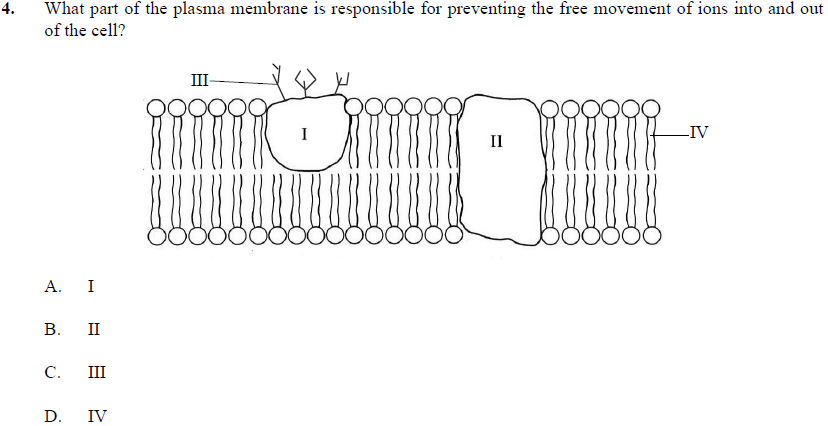 4. What part of the plasma membrane is responsible for preventing the free movement of ions into and out
of the cell?
III
I
II
IV
A. I
B. II
C. III
D. IV